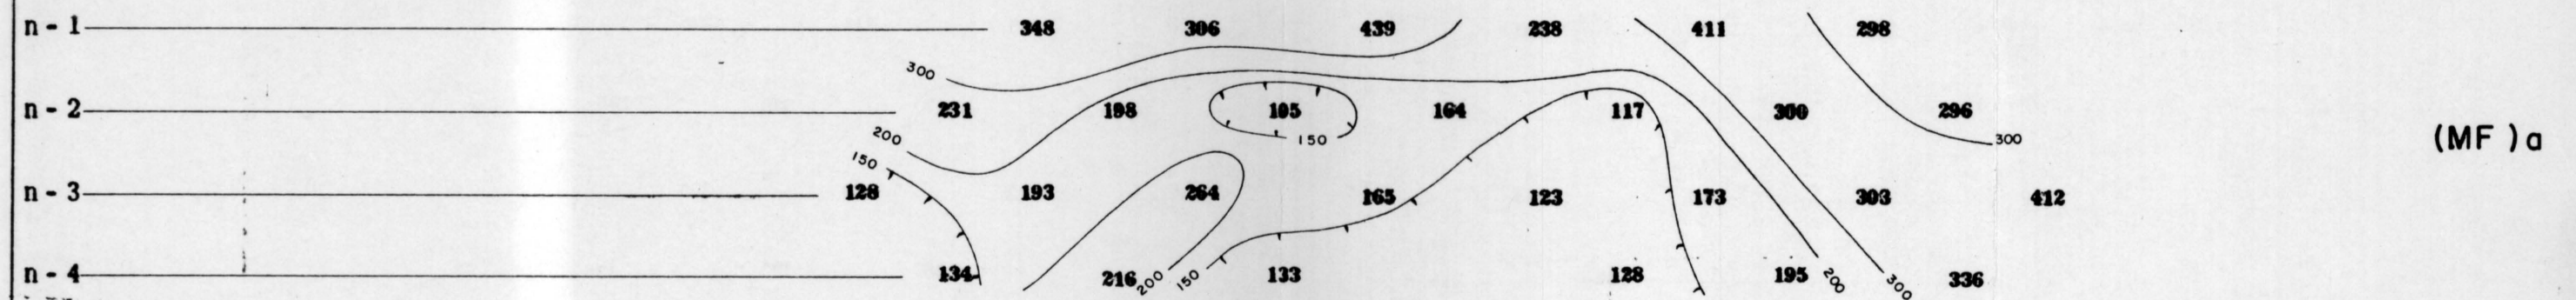 n - 1 348 306 439 238 411 298
300
n - 2 231 198 105 164 117 300 296
200 150 300
(MF)a
150
n - 3 128 193 264 165 123 173 303 412
n - 4 134 216 200 150 133 128 195 200 300 336